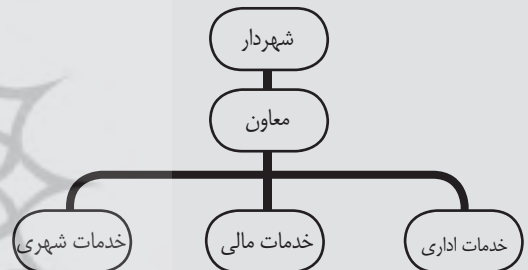 شهردار
معاون
خدمات اداری
خدمات مالی
خدمات شهری